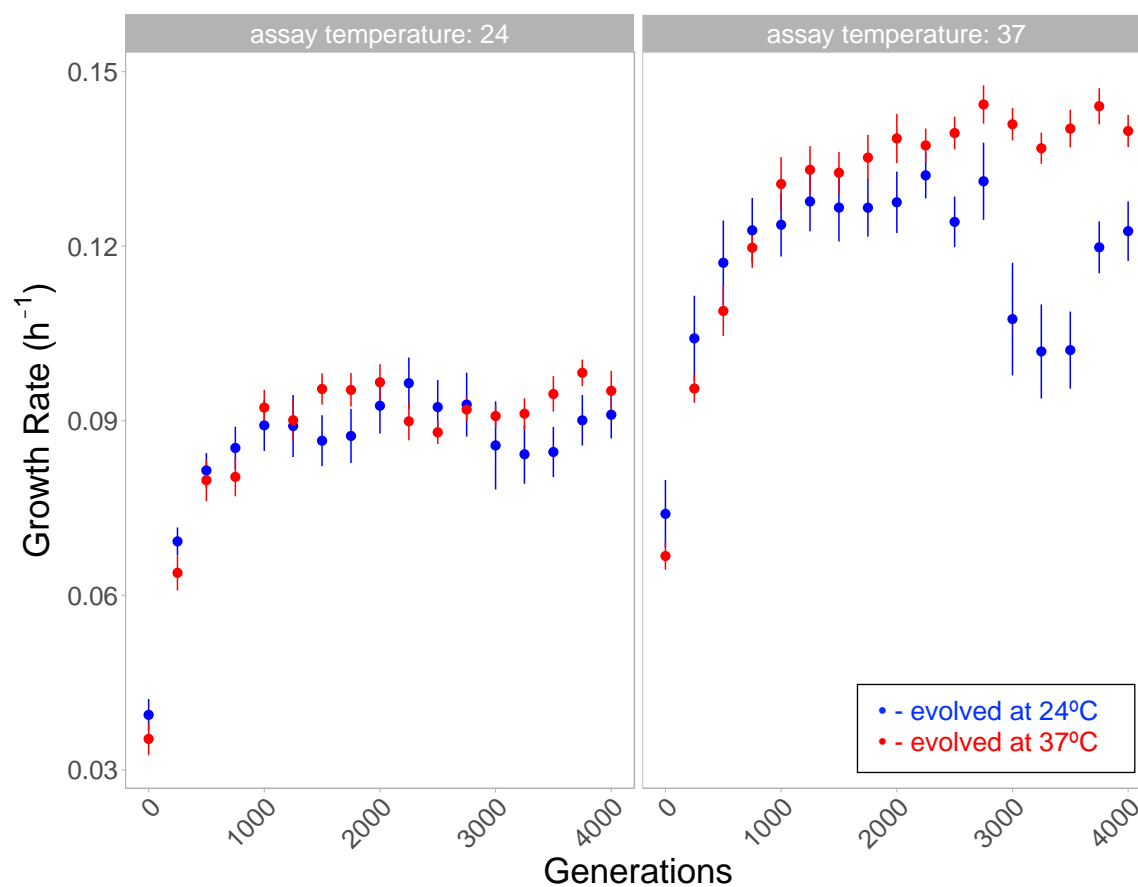 assay temperature: 24
assay temperature: 37
Growth Rate (h⁻¹)
0.15
0.12
0.09
0.06
0.03
0
1000
2000
3000
4000
0
1000
2000
3000
4000
Generations
- evolved at 24ºC
- evolved at 37ºC